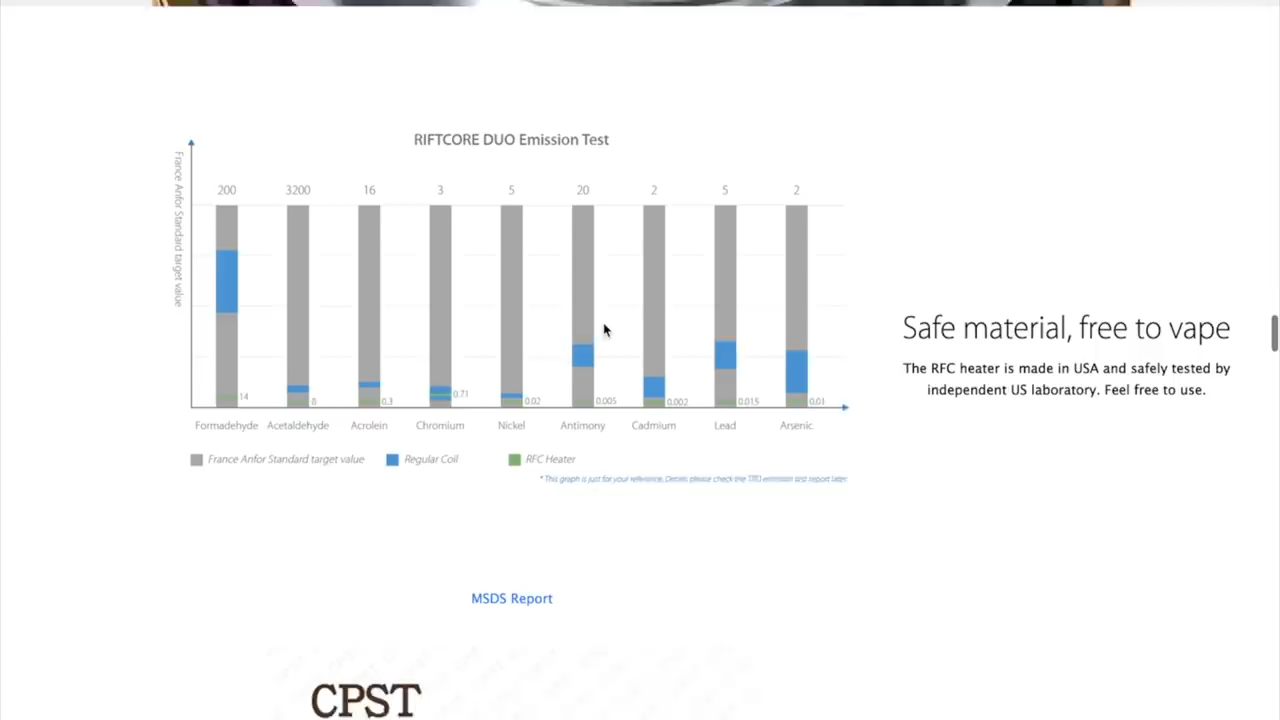 RIFTCORE DUO Emission Test
France Anfor Standard target value
200 3200 16 3 5 20 2 5 2
14 0 0.3 0.71 0.02 0.005 0.002 0.015 0.01
Formadehyde Acetaldehyde Acrolein Chromium Nickel Antimony Cadmium Lead Arsenic
France Anfor Standard target value Regular Coil RFC Heater
* This graph is just for your reference, Details please check the TPD emission test report later.
Safe material, free to vape
The RFC heater is made in USA and safely tested by
independent US laboratory. Feel free to use.
MSDS Report
CPST